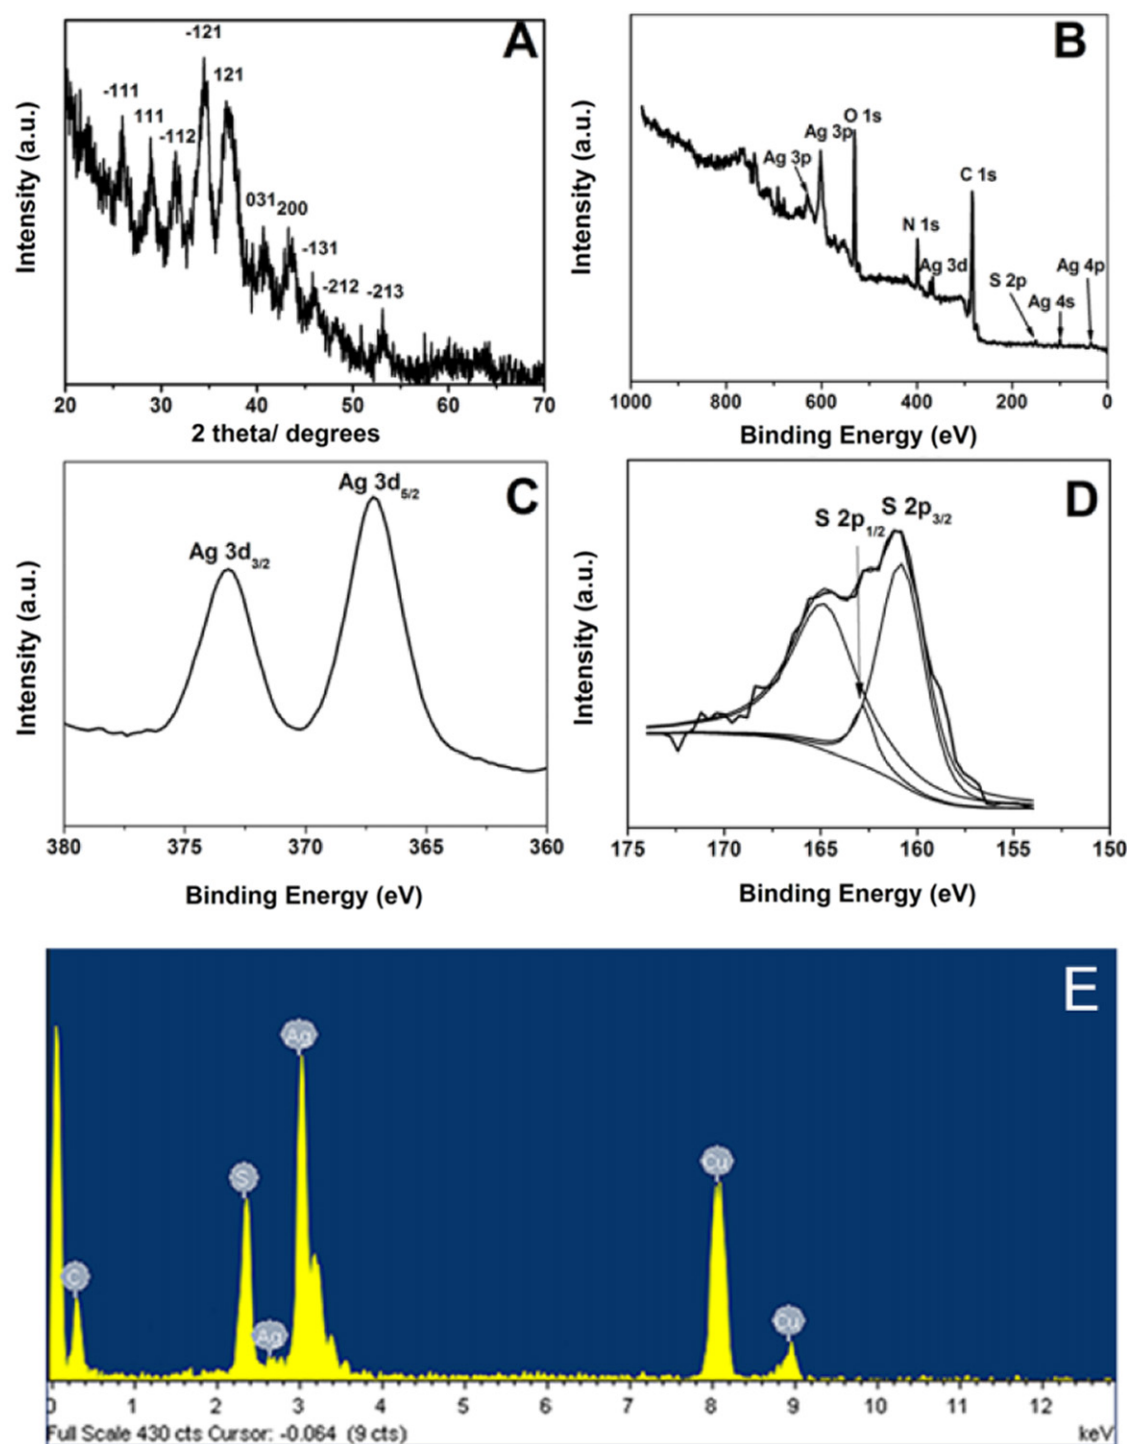 A
-121
121
-111
111
-112
031
200
-131
-212
-213
Intensity (a.u.)
20 30 40 50 60 70
2 theta/ degrees
B
O 1s
Ag 3p
Ag 3p
C 1s
N 1s
Ag 3d
S 2p
Ag 4p
Ag 4s
Intensity (a.u.)
1000 800 600 400 200 0
Binding Energy (eV)
C
Ag 3d5/2
Ag 3d3/2
Intensity (a.u.)
380 375 370 365 360
Binding Energy (eV)
D
S 2p1/2
S 2p3/2
Intensity (a.u.)
175 170 165 160 155 150
Binding Energy (eV)
E
Ag
S
Cu
C
Ag
Cu
0 1 2 3 4 5 6 7 8 9 10 11 12
Full Scale 430 cts Cursor: -0.064 (9 cts)
keV